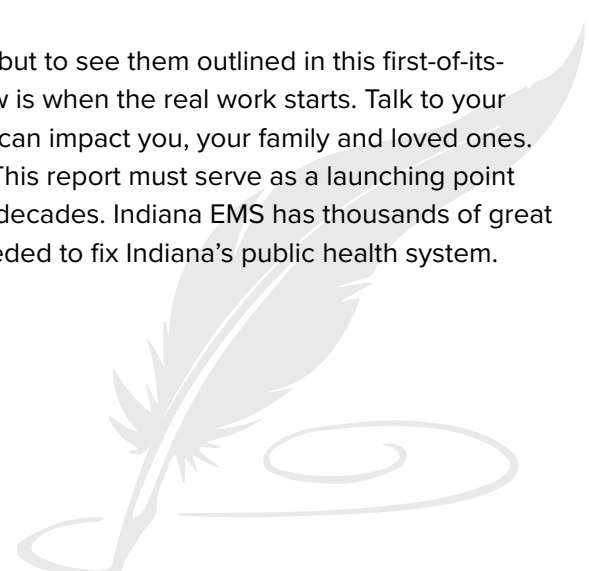 but to see them outlined in this first-of-its-
is when the real work starts. Talk to your
can impact you, your family and loved ones.
This report must serve as a launching point
decades. Indiana EMS has thousands of great
to fix Indiana’s public health system.